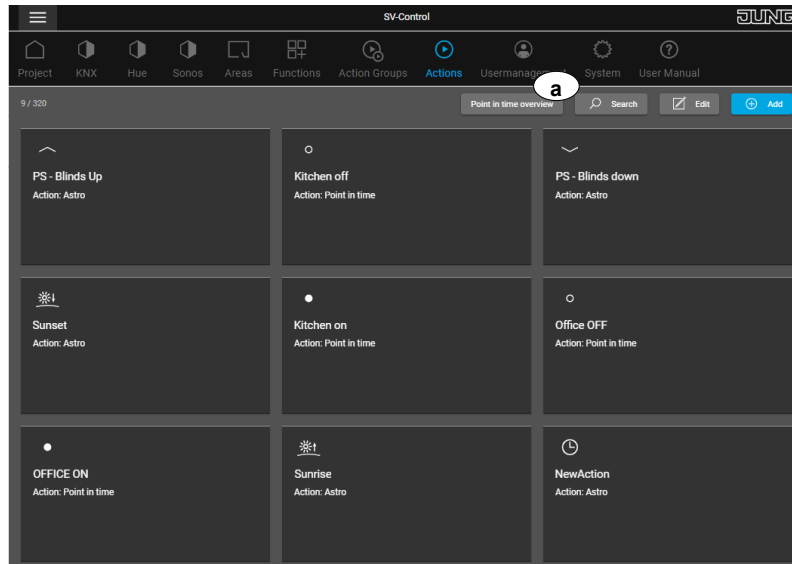 SV-Control
JUNG
Project KNX Hue Sonos Areas Functions Action Groups Actions Usermanagement System User Manual
a
9 / 320 Point in time overview Search Edit Add
PS - Blinds Up Kitchen off PS - Blinds down
Action: Astro Action: Point in time Action: Astro
Sunset Kitchen on Office OFF
Action: Astro Action: Point in time Action: Point in time
OFFICE ON Sunrise NewAction
Action: Point in time Action: Astro Action: Astro